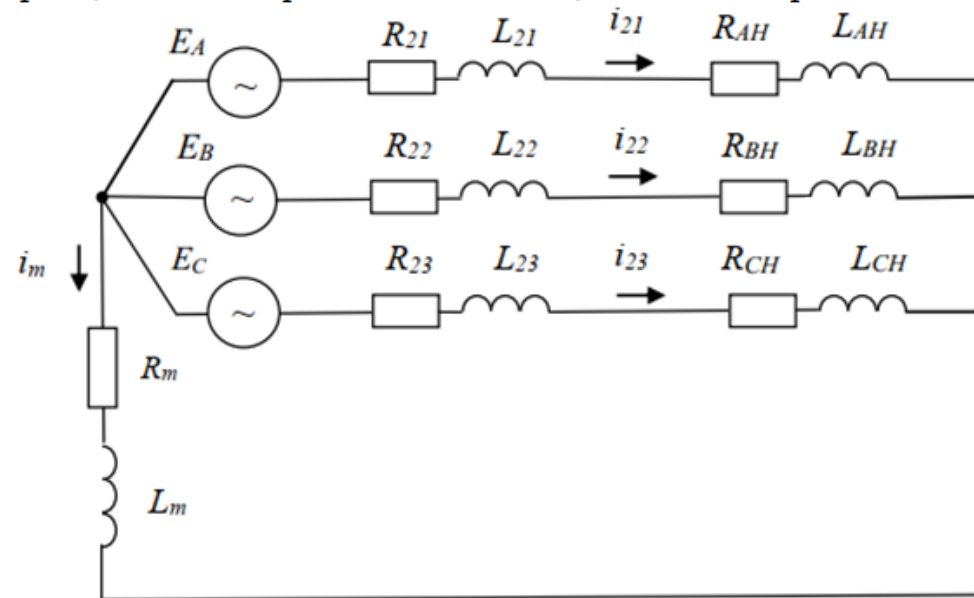 E_A R_21 L_21 i_21 R_AH L_AH
~
E_B R_22 L_22 i_22 R_BH L_BH
~
i_m E_C R_23 L_23 i_23 R_CH L_CH
~
R_m
L_m